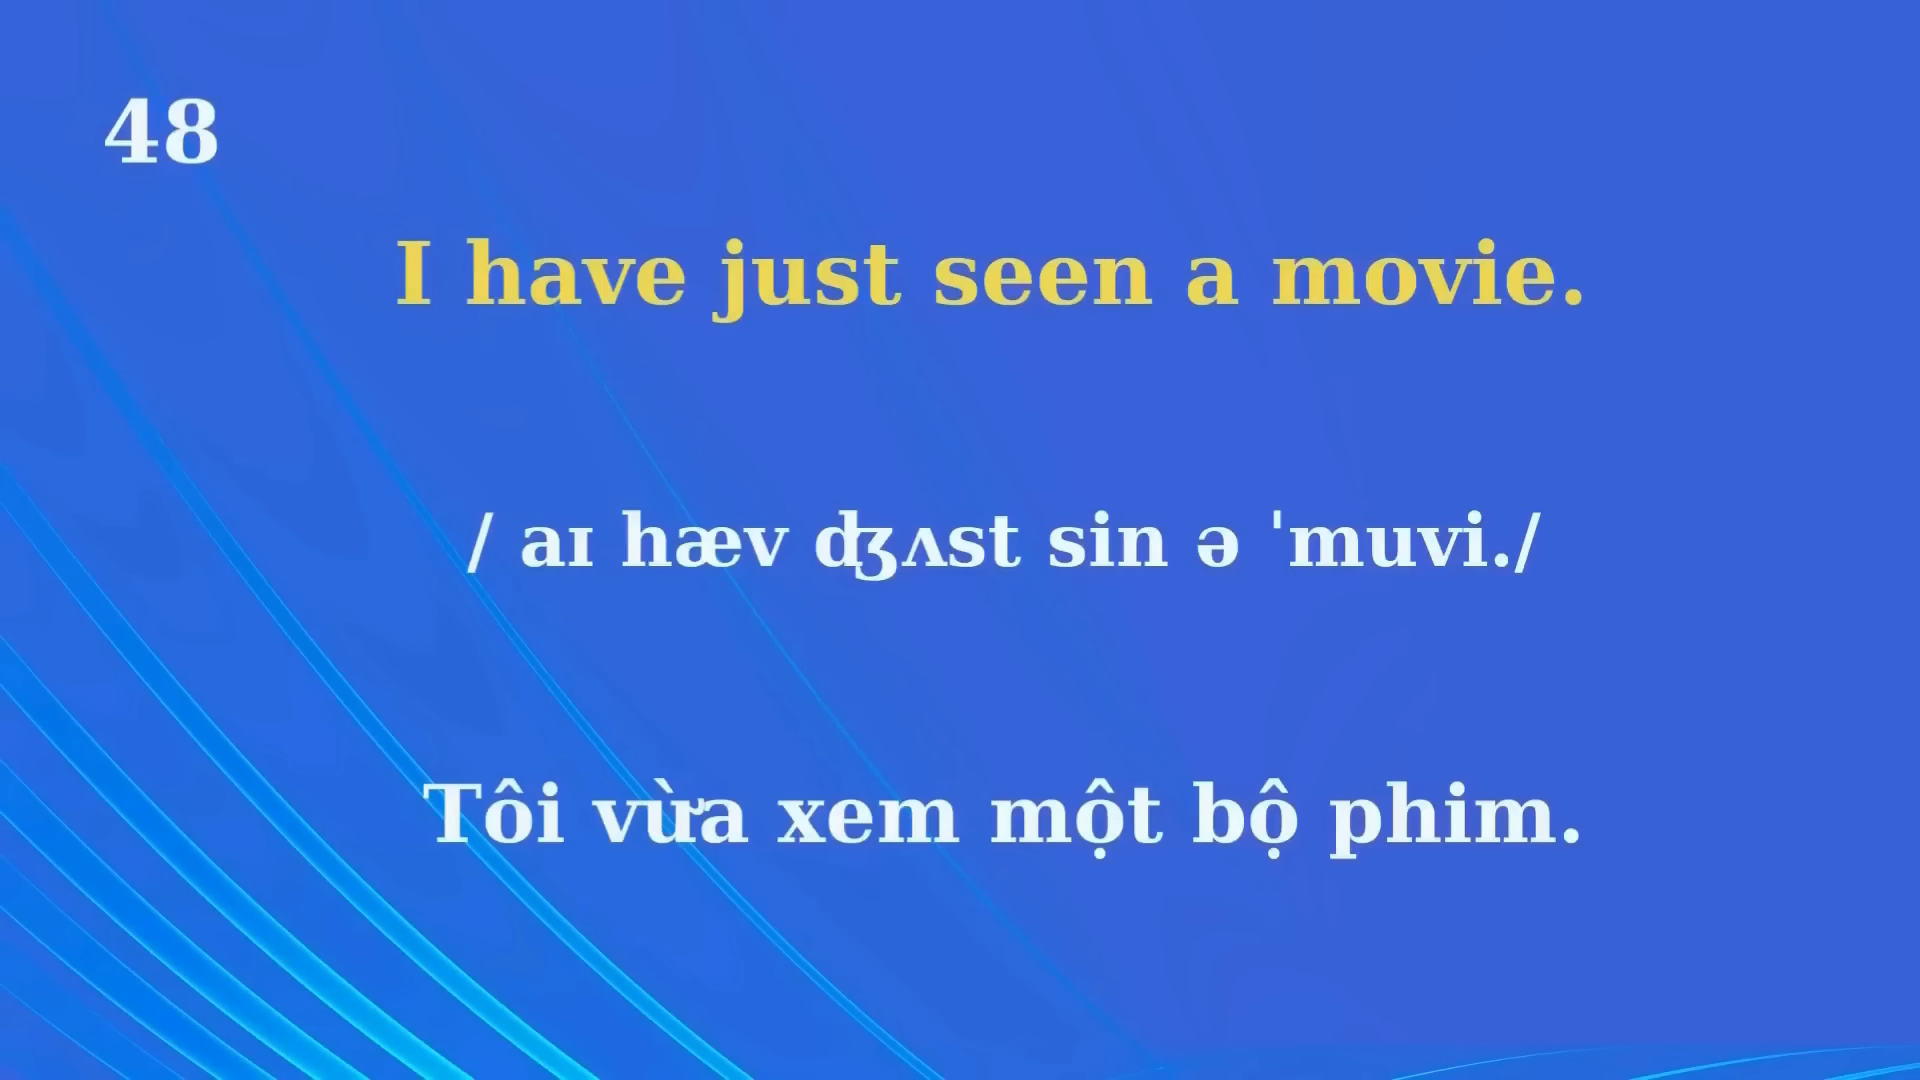 48
I have just seen a movie.
/ aɪ hæv ʤʌst sin ə ˈmuvi./
Tôi vừa xem một bộ phim.